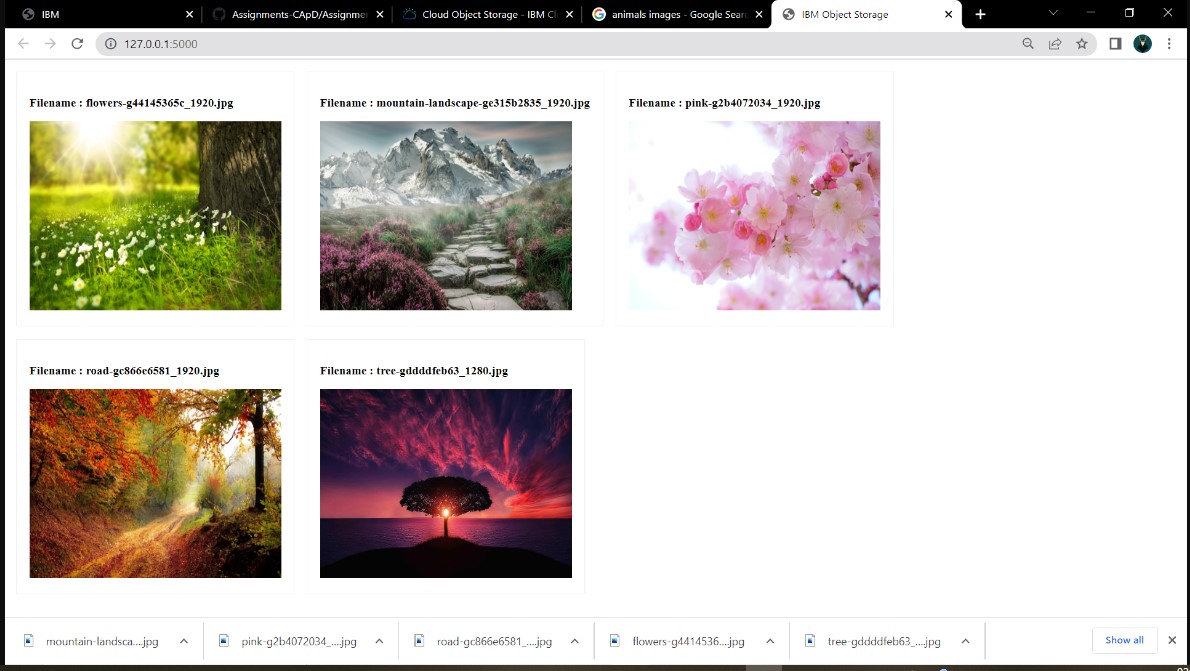 IBM
Assignments-CApD/Assignme
Cloud Object Storage - IBM Cl
animals images - Google Sear
IBM Object Storage
127.0.0.1:5000
Filename : flowers-g44145365c_1920.jpg
Filename : mountain-landscape-ge315b2835_1920.jpg
Filename : pink-g2b4072034_1920.jpg
Filename : road-gc866e6581_1920.jpg
Filename : tree-gddddfeb63_1280.jpg
mountain-landsca....jpg
pink-g2b4072034_....jpg
road-gc866e6581_....jpg
flowers-g4414536....jpg
tree-gddddfeb63_....jpg
Show all